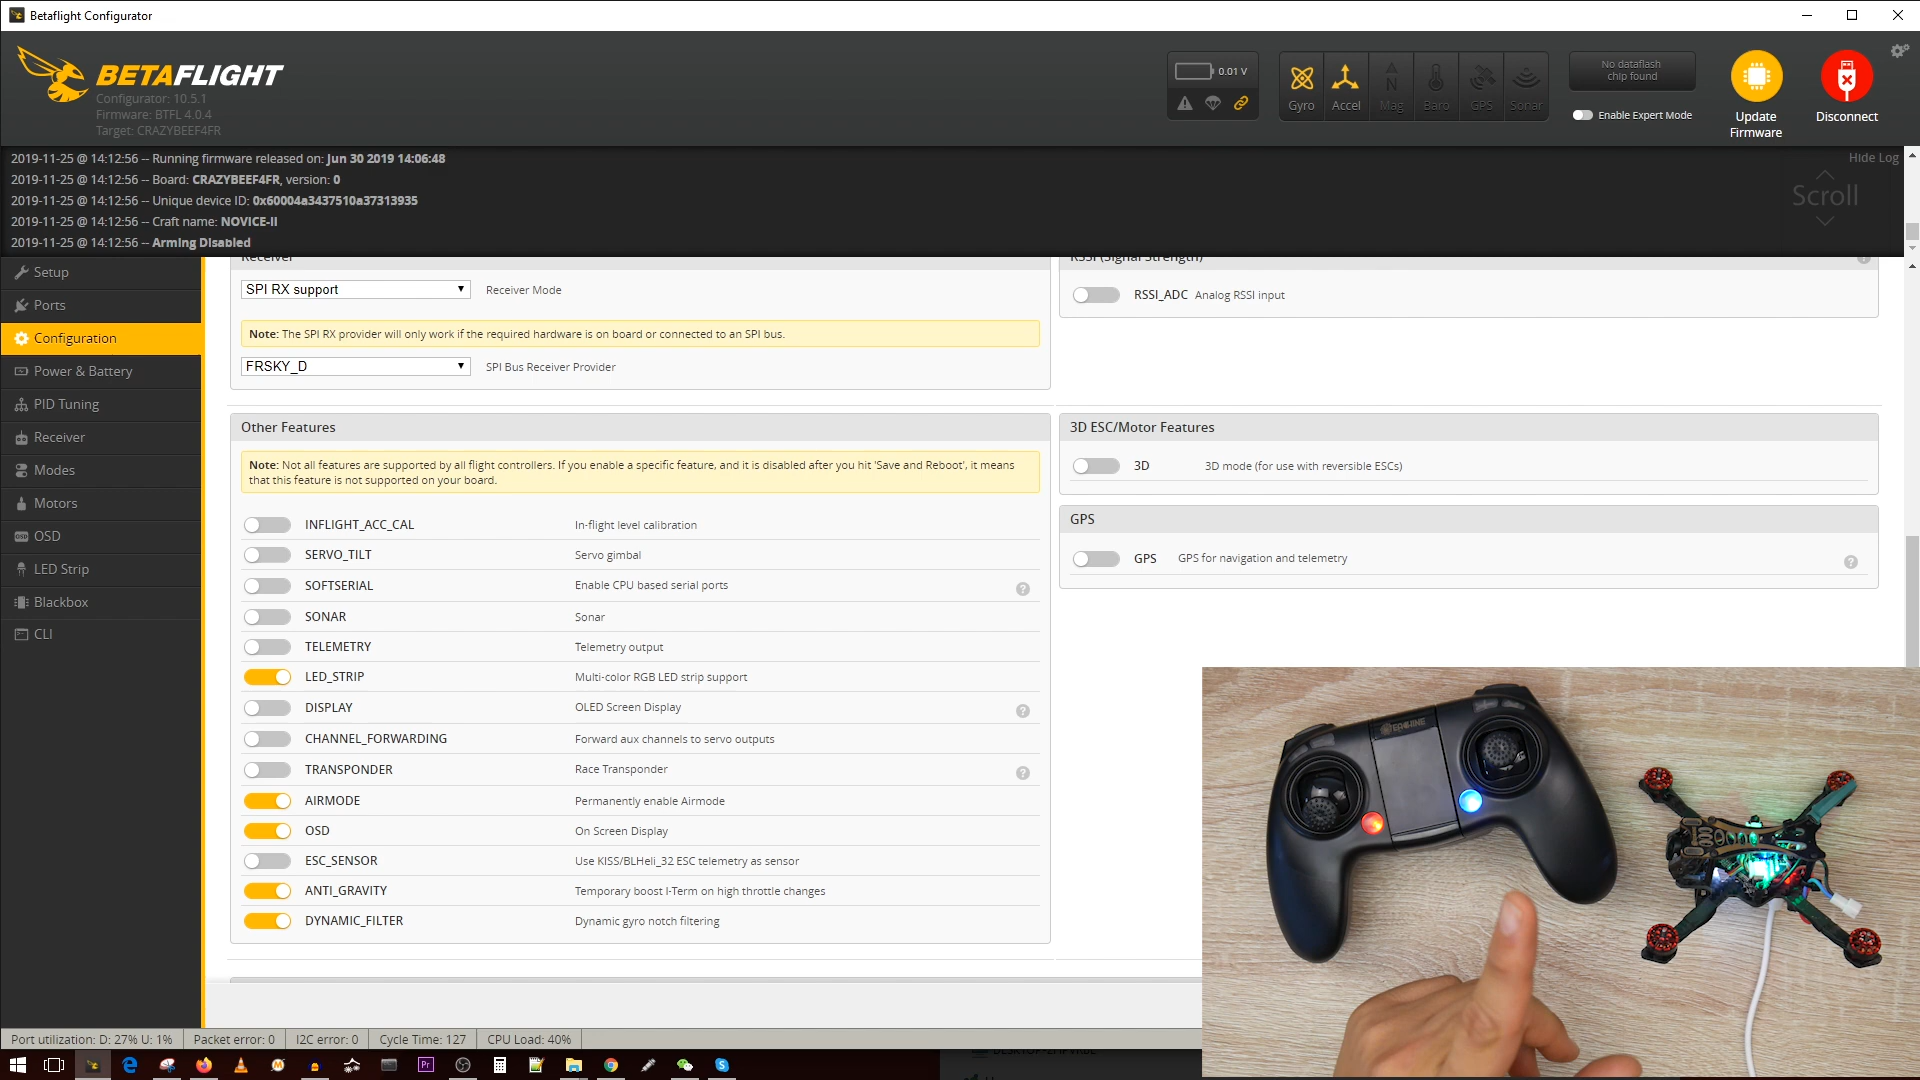 Betaflight Configurator
BETAFLIGHT
Configurator: 10.5.1
Firmware: BTFL 4.0.4
Target: CRAZYBEEF4FR
0.01 V
Gyro
Accel
Mag
Baro
GPS
Sonar
No dataflash
chip found
Enable Expert Mode
Update
Firmware
Disconnect
2019-11-25 @ 14:12:56 -- Running firmware released on: Jun 30 2019 14:06:48
2019-11-25 @ 14:12:56 -- Board: CRAZYBEEF4FR, version: 0
2019-11-25 @ 14:12:56 -- Unique device ID: 0x60004a3437510a37313935
2019-11-25 @ 14:12:56 -- Craft name: NOVICE-II
2019-11-25 @ 14:12:56 -- Arming Disabled
Hide Log
Scroll
Setup
Ports
Configuration
Power & Battery
PID Tuning
Receiver
Modes
Motors
OSD
LED Strip
Blackbox
CLI
Receiver
SPI RX support
Receiver Mode
Note: The SPI RX provider will only work if the required hardware is on board or connected to an SPI bus.
FRSKY_D
SPI Bus Receiver Provider
RSSI (Signal Strength)
RSSI_ADC Analog RSSI input
Other Features
Note: Not all features are supported by all flight controllers. If you enable a specific feature, and it is disabled after you hit 'Save and Reboot', it means
that this feature is not supported on your board.
INFLIGHT_ACC_CAL In-flight level calibration
SERVO_TILT Servo gimbal
SOFTSERIAL Enable CPU based serial ports
SONAR Sonar
TELEMETRY Telemetry output
LED_STRIP Multi-color RGB LED strip support
DISPLAY OLED Screen Display
CHANNEL_FORWARDING Forward aux channels to servo outputs
TRANSPONDER Race Transponder
AIRMODE Permanently enable Airmode
OSD On Screen Display
ESC_SENSOR Use KISS/BLHeli_32 ESC telemetry as sensor
ANTI_GRAVITY Temporary boost I-Term on high throttle changes
DYNAMIC_FILTER Dynamic gyro notch filtering
3D ESC/Motor Features
3D 3D mode (for use with reversible ESCs)
GPS
GPS GPS for navigation and telemetry
Port utilization: D: 27% U: 1%
Packet error: 0
I2C error: 0
Cycle Time: 127
CPU Load: 40%
Pr